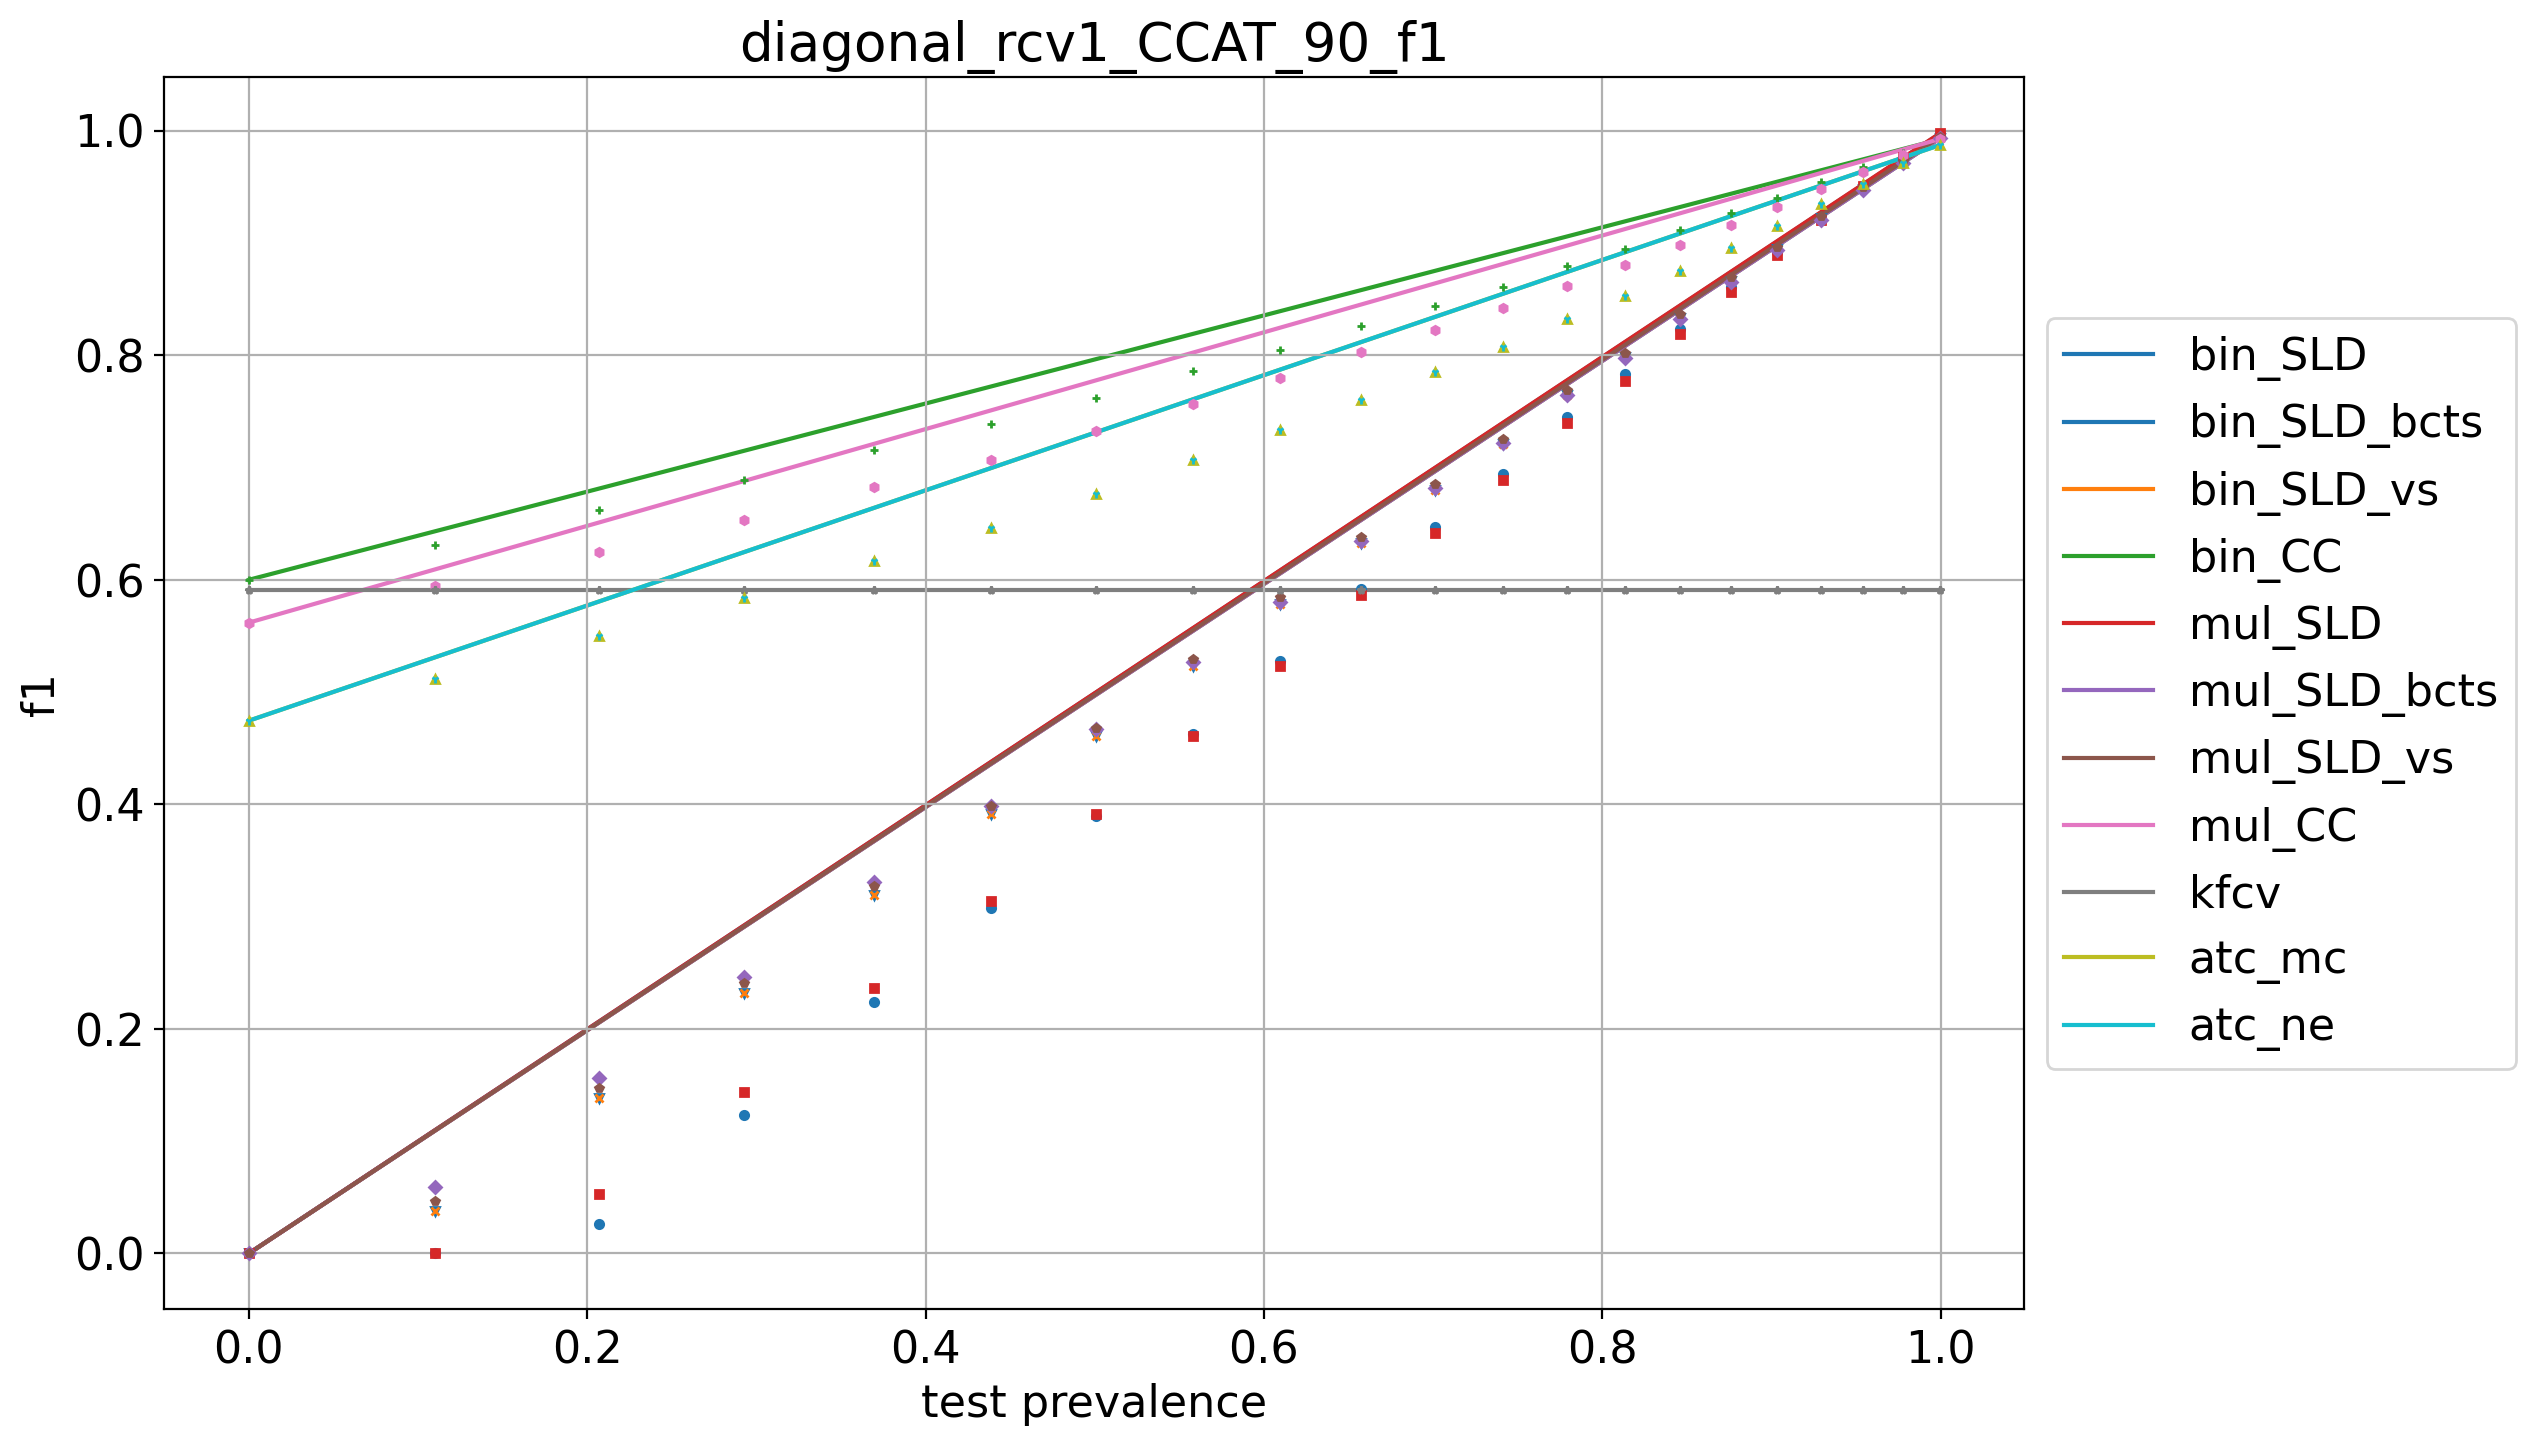 diagonal_rcv1_CCAT_90_f1
1.0
0.8
0.6
0.4
0.2
0.0
f1
0.0 0.2 0.4 0.6 0.8 1.0
test prevalence
bin_SLD
bin_SLD_bcts
bin_SLD_vs
bin_CC
mul_SLD
mul_SLD_bcts
mul_SLD_vs
mul_CC
kfcv
atc_mc
atc_ne